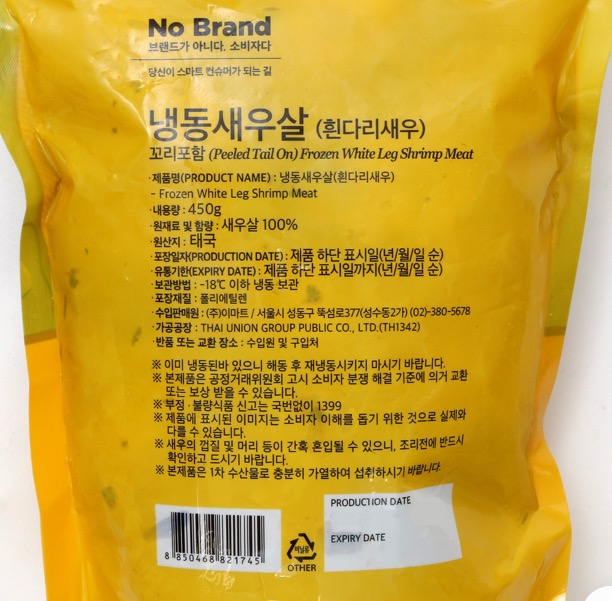 No Brand
브랜드가 아니다. 소비자다
당신이 스마트 컨슈머가 되는 길
냉동새우살 (흰다리새우)
꼬리포함 (Peeled Tail On) Frozen White Leg Shrimp Meat
·제품명(PRODUCT NAME) : 냉동새우살(흰다리새우)
- Frozen White Leg Shrimp Meat
·내용량 : 450g
·원재료 및 함량 : 새우살 100%
·원산지 : 태국
·포장일자(PRODUCTION DATE) : 제품 하단 표시일(년/월/일 순)
·유통기한(EXPIRY DATE) : 제품 하단 표시일까지(년/월/일 순)
·보관방법 : -18℃ 이하 냉동 보관
·포장재질 : 폴리에틸렌
·수입판매원 : (주)이마트 / 서울시 성동구 뚝섬로377(성수동2가) (02)-380-5678
·가공공장 : THAI UNION GROUP PUBLIC CO., LTD.(TH1342)
·반품 또는 교환 장소 : 수입원 및 구입처
※ 이미 냉동된바 있으니 해동 후 재냉동시키지 마시기 바랍니다.
※ 본제품은 공정거래위원회 고시 소비자 분쟁 해결 기준에 의거 교환
또는 보상 받을 수 있습니다.
※ 부정·불량식품 신고는 국번없이 1399
※ 제품에 표시된 이미지는 소비자 이해를 돕기 위한 것으로 실제와
다를 수 있습니다.
※ 새우의 껍질 및 머리 등이 간혹 혼입될 수 있으니, 조리전에 반드시
확인하고 드시기 바랍니다.
※ 본제품은 1차 수산물로 충분히 가열하여 섭취하시기 바랍니다.
PRODUCTION DATE
EXPIRY DATE
비닐류
OTHER
8 850468 821745